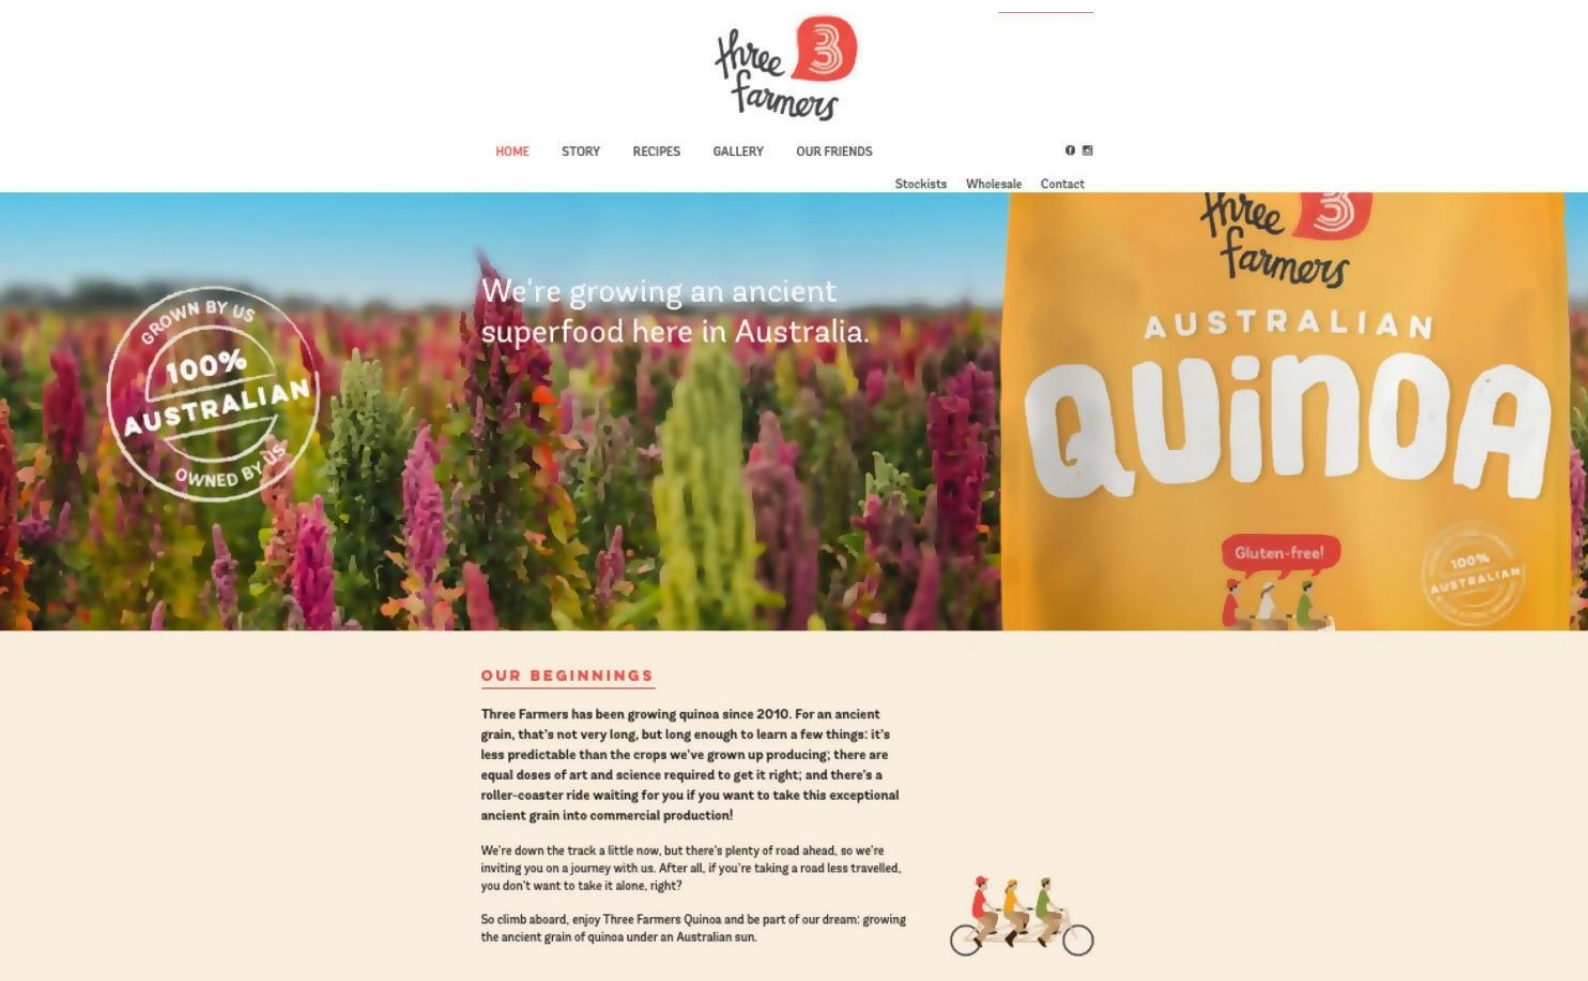 three 3
farmers
HOME STORY RECIPES GALLERY OUR FRIENDS
Stockists Wholesale Contact
GROWN BY US
100%
AUSTRALIAN
OWNED BY US
We're growing an ancient
superfood here in Australia.
three 3
farmers
AUSTRALIAN
QUiNOA
Gluten-free!
100%
AUSTRALIAN
OUR BEGINNINGS
Three Farmers has been growing quinoa since 2010. For an ancient
grain, that's not very long, but long enough to learn a few things: it's
less predictable than the crops we've grown up producing; there are
equal doses of art and science required to get it right; and there's a
roller-coaster ride waiting for you if you want to take this exceptional
ancient grain into commercial production!
We're down the track a little now, but there's plenty of road ahead, so we're
inviting you on a journey with us. After all, if you're taking a road less travelled,
you don't want to take it alone, right?
So climb aboard, enjoy Three Farmers Quinoa and be part of our dream: growing
the ancient grain of quinoa under an Australian sun.